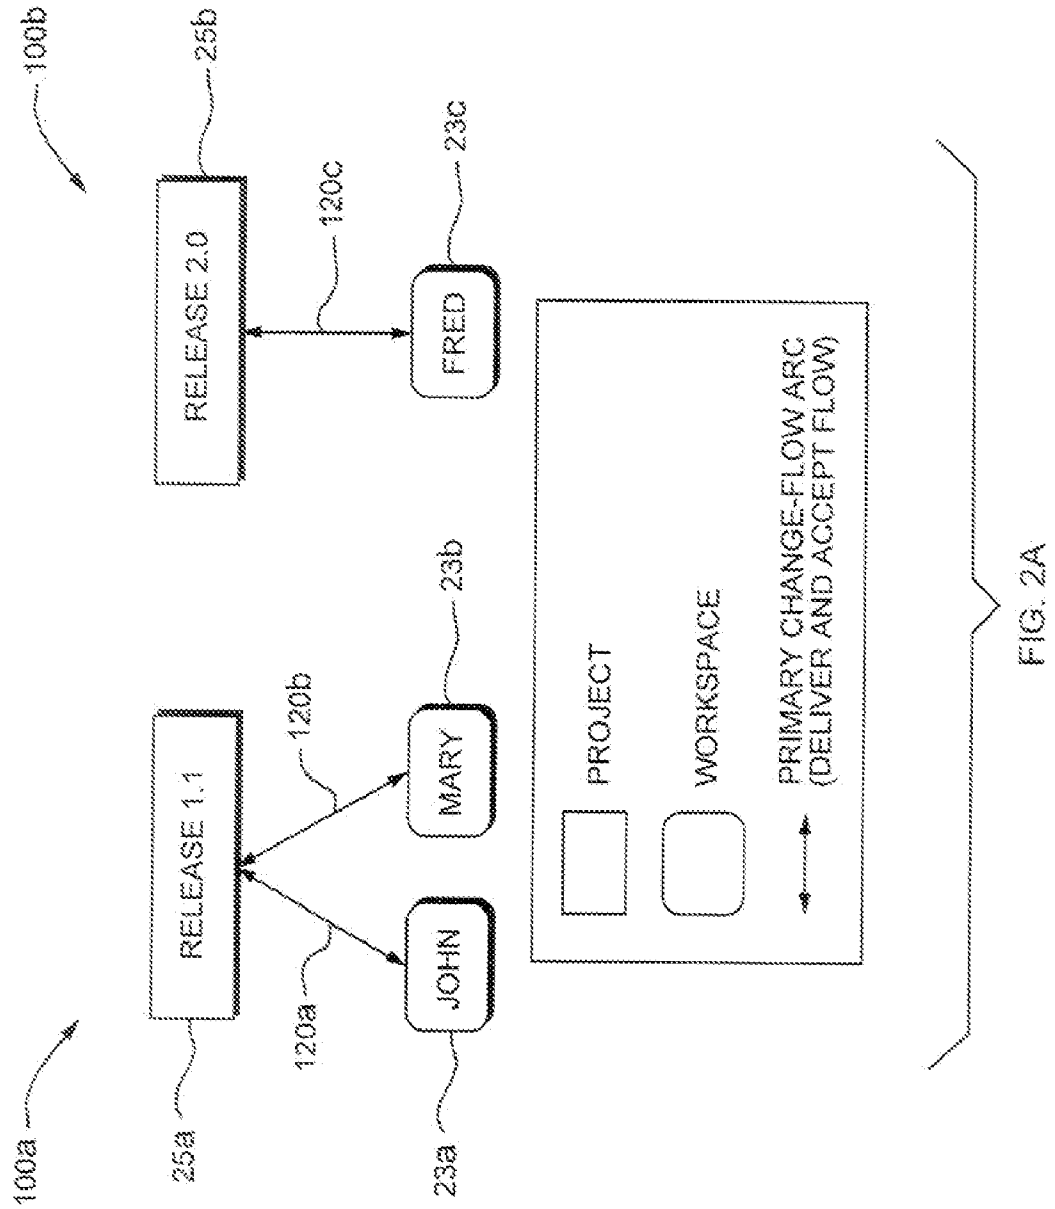 100a
100b
25a
RELEASE 1.1
RELEASE 2.0
25b
120a
120b
120c
23a
JOHN
MARY
23b
FRED
23c
PROJECT
WORKSPACE
PRIMARY CHANGE-FLOW ARC
(DELIVER AND ACCEPT FLOW)
FIG. 2A